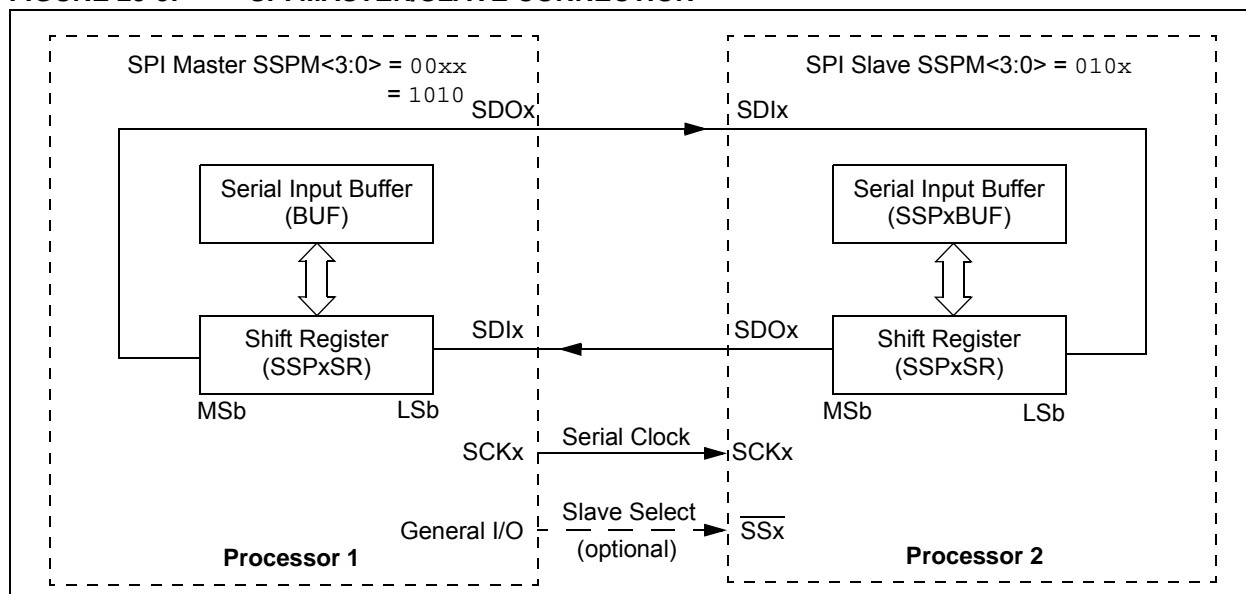 SPI Master SSPM<3:0> = 00xx
= 1010
SPI Slave SSPM<3:0> = 010x
SDOx
SDIx
Serial Input Buffer
(BUF)
Serial Input Buffer
(SSPxBUF)
Shift Register
(SSPxSR)
SDIx
SDOx
Shift Register
(SSPxSR)
MSb
LSb
MSb
LSb
SCKx
Serial Clock
SCKx
General I/O
Slave Select
(optional)
SSx
Processor 1
Processor 2